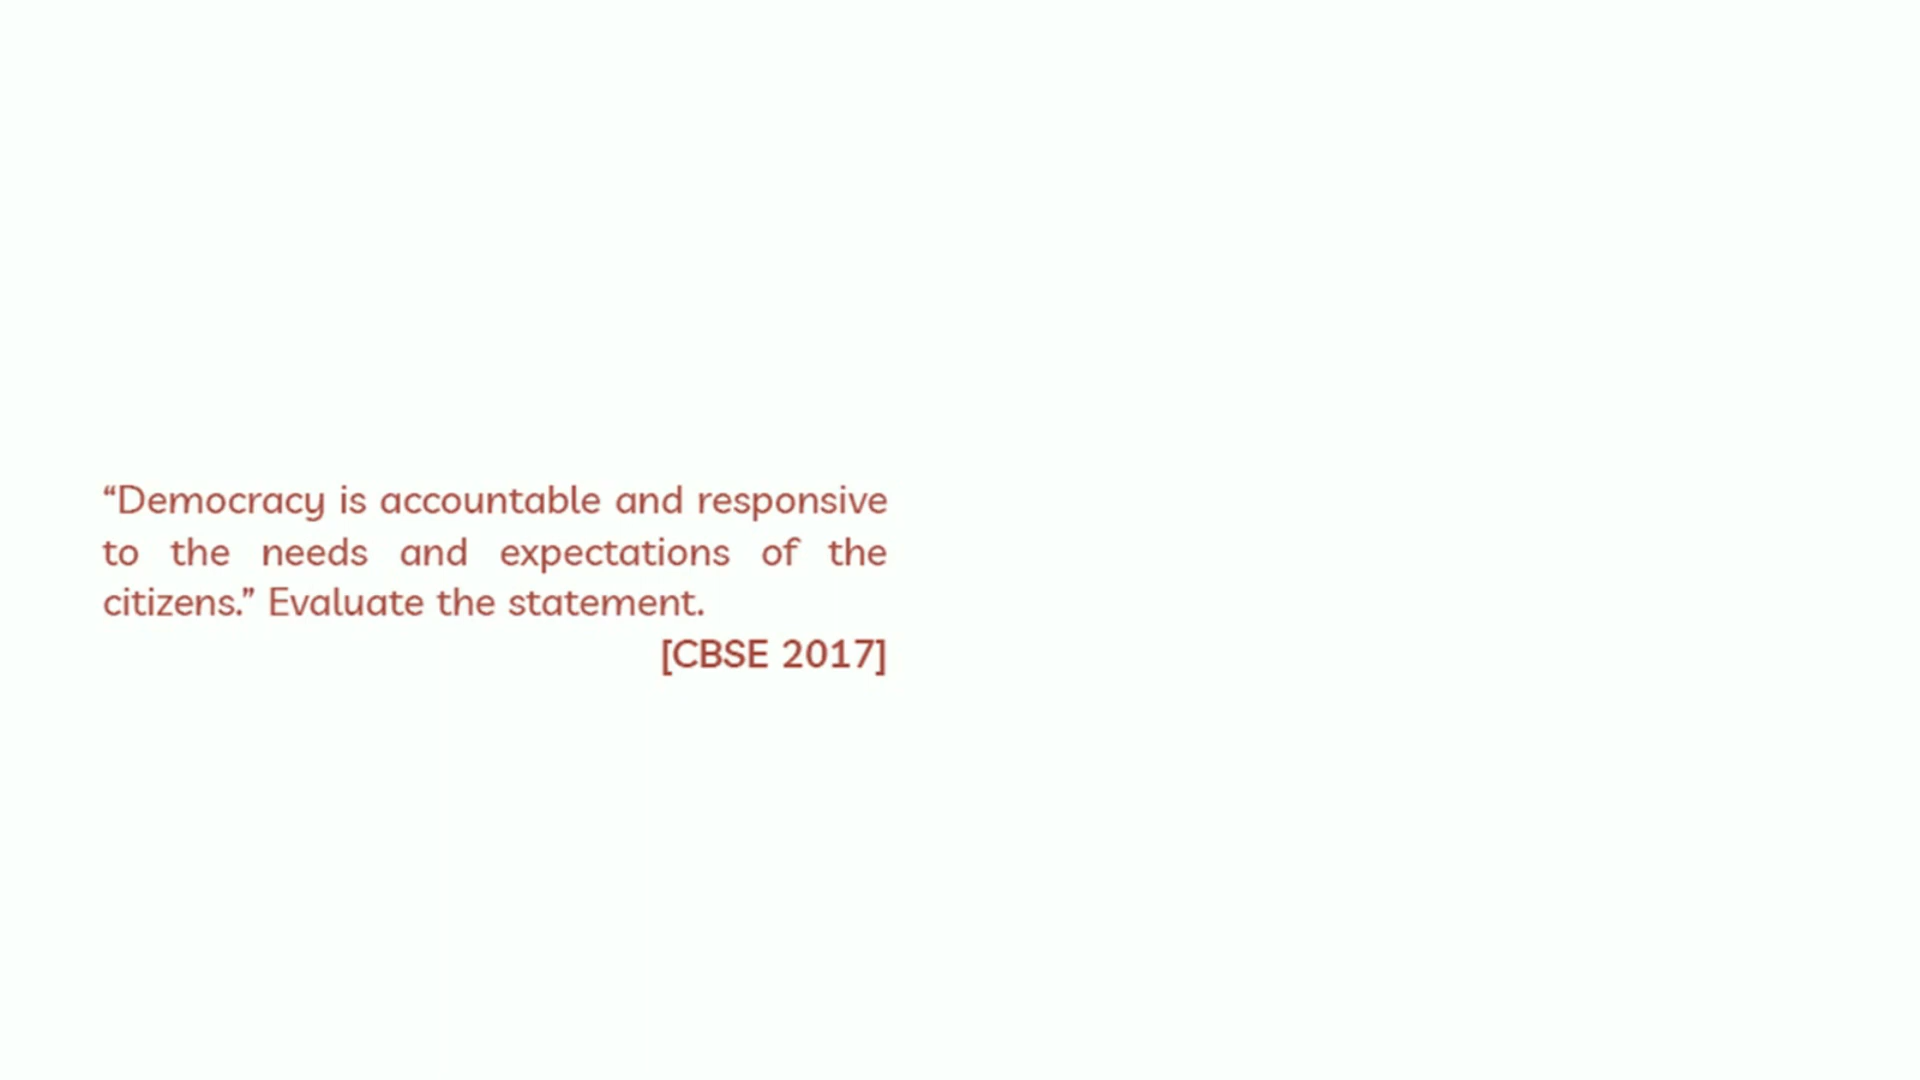 “Democracy is accountable and responsive
to the needs and expectations of the
citizens.” Evaluate the statement.
[CBSE 2017]